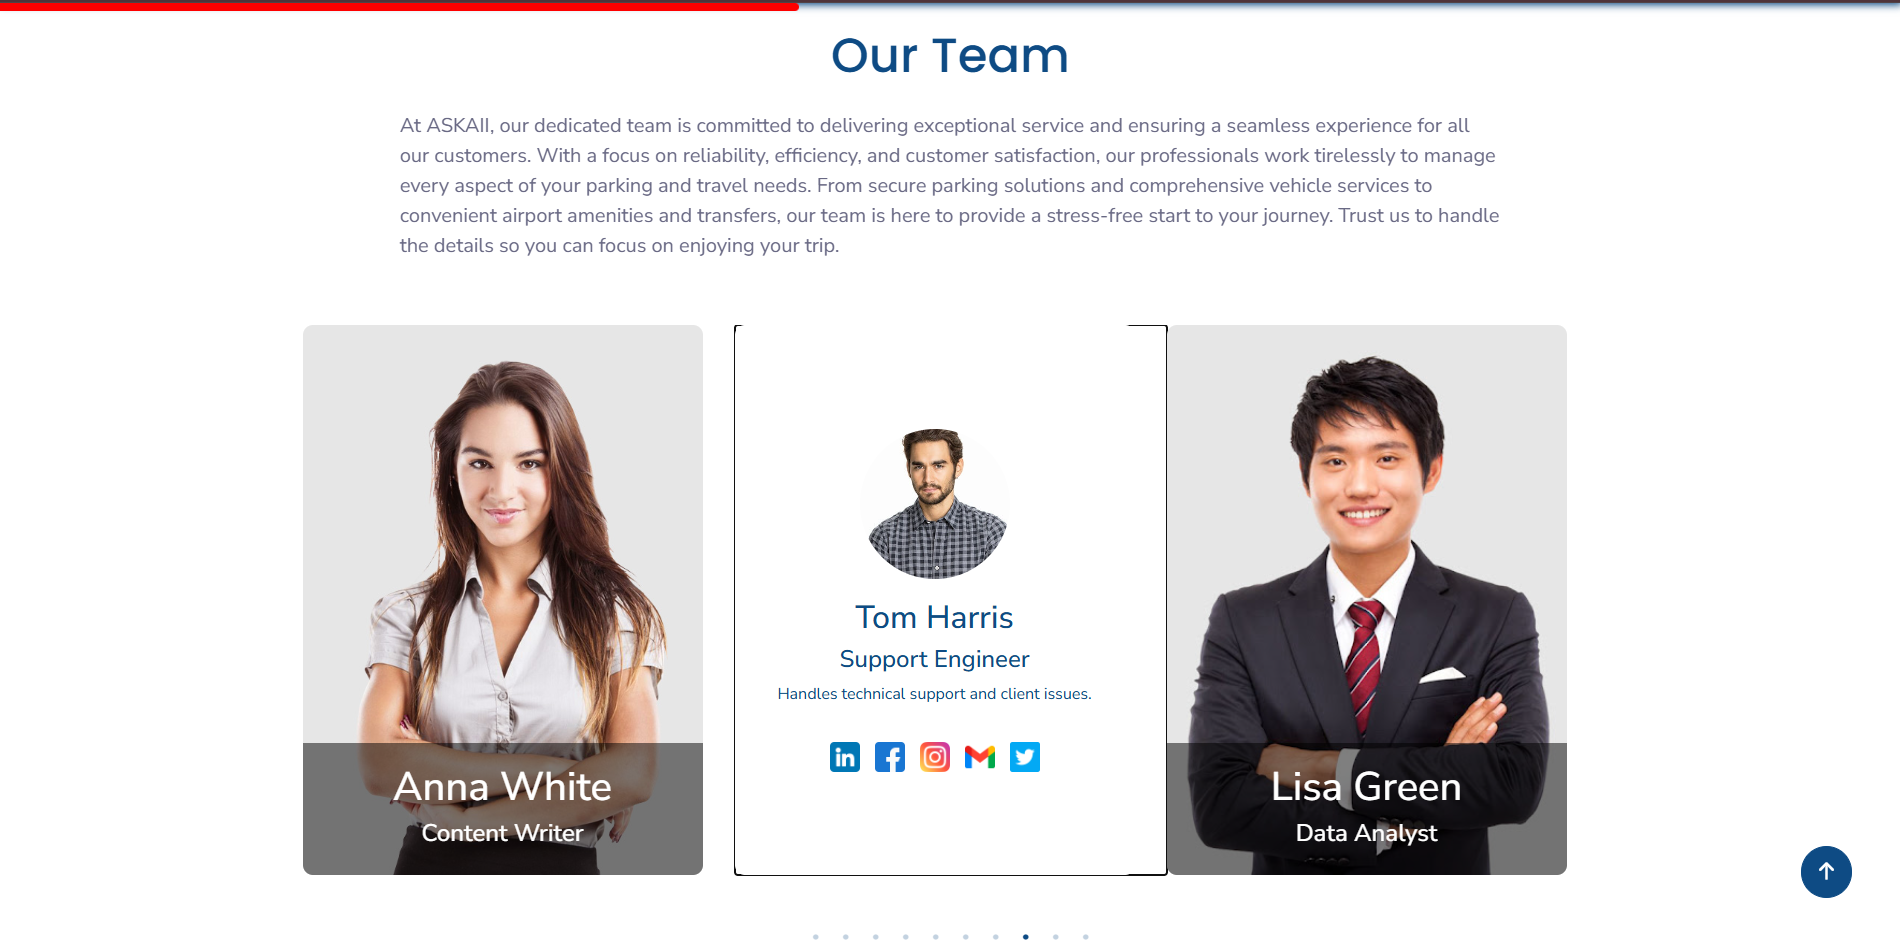 Our Team
At ASKAII, our dedicated team is committed to delivering exceptional service and ensuring a seamless experience for all
our customers. With a focus on reliability, efficiency, and customer satisfaction, our professionals work tirelessly to manage
every aspect of your parking and travel needs. From secure parking solutions and comprehensive vehicle services to
convenient airport amenities and transfers, our team is here to provide a stress-free start to your journey. Trust us to handle
the details so you can focus on enjoying your trip.
Anna White
Content Writer
Tom Harris
Support Engineer
Handles technical support and client issues.
in
Lisa Green
Data Analyst